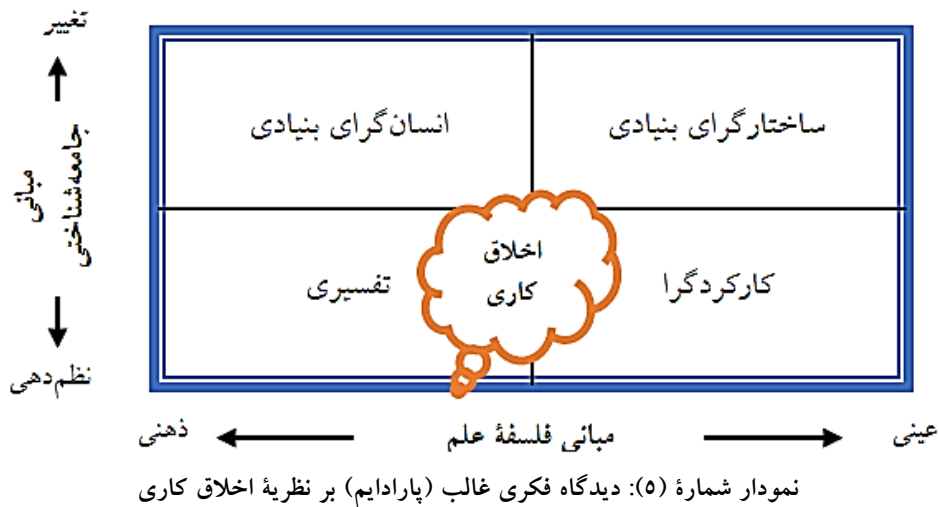 تغییر
ساختارگرای بنیادی
انسان‌گرای بنیادی
مبانی
جامعه‌شناختی
اخلاق
کاری
کارکردگرا
تفسیری
نظم‌دهی
عینی
مبانی فلسفهٔ علم
ذهنی
نمودار شمارهٔ (۵): دیدگاه فکری غالب (پارادایم) بر نظریهٔ اخلاق کاری